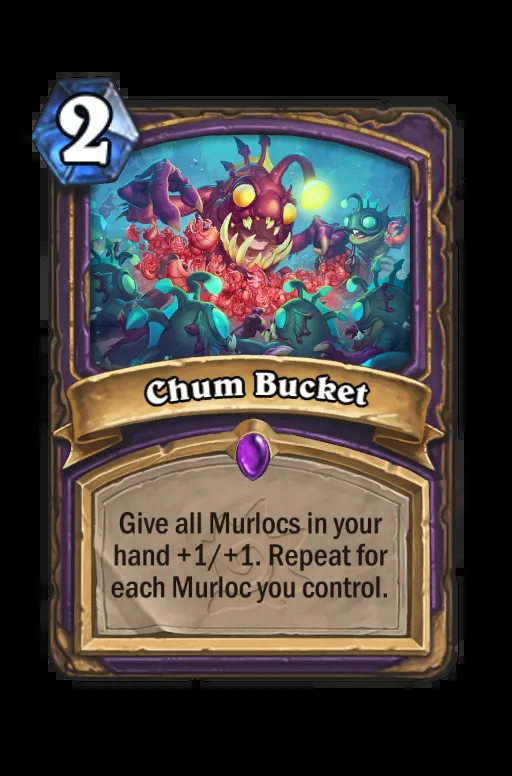 2
Chum Bucket
Give all Murlocs in your
hand +1/+1. Repeat for
each Murloc you control.